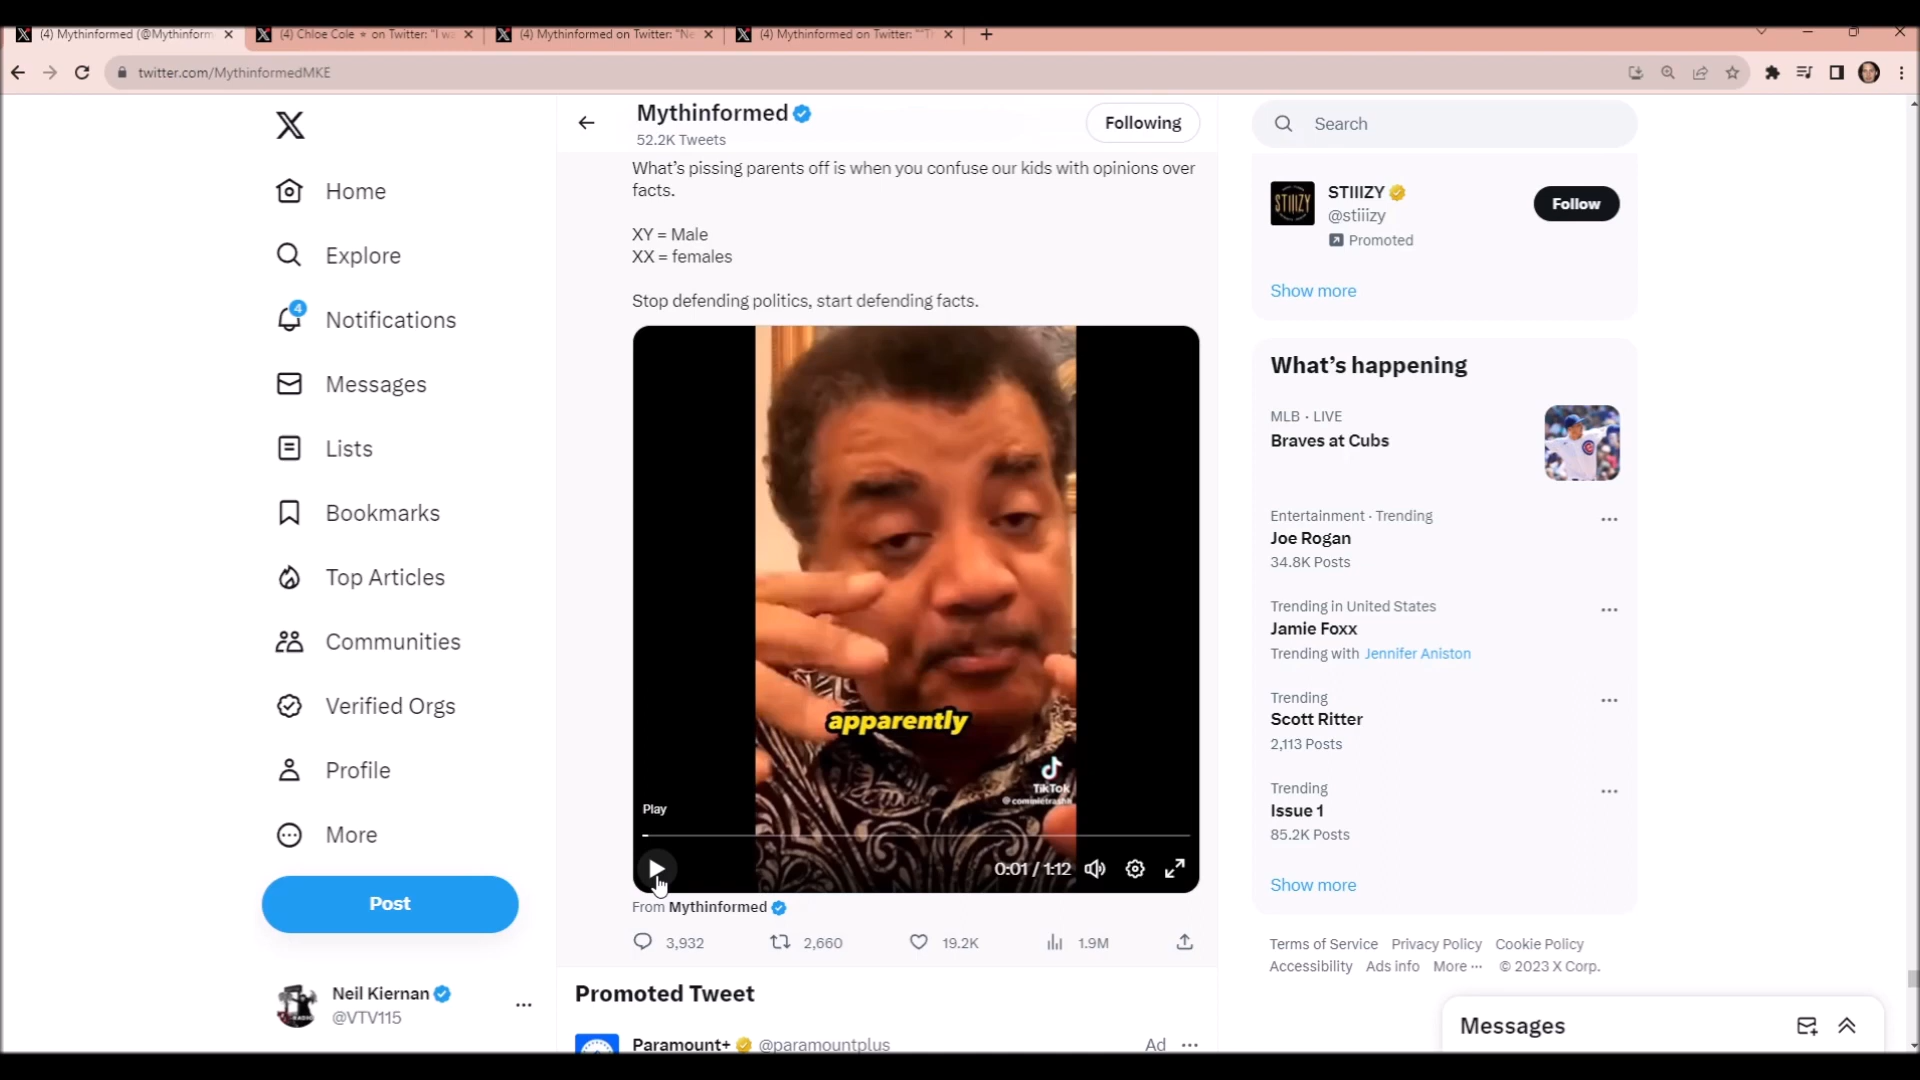 (4) Mythinformed (@Mythinform
(4) Chloe Cole ⭐ on Twitter: "I wa
(4) Mythinformed on Twitter: "Ne
(4) Mythinformed on Twitter: ""Th
twitter.com/MythinformedMKE
Home
Explore
4
Notifications
Messages
Lists
Bookmarks
Top Articles
Communities
Verified Orgs
Profile
More
Post
Neil Kiernan
@VTV115
Mythinformed
52.2K Tweets
Following
What's pissing parents off is when you confuse our kids with opinions over
facts.
XY = Male
XX = females
Stop defending politics, start defending facts.
apparently
TikTok
Play
0:01 / 1:12
From Mythinformed
3,932
2,660
19.2K
1.9M
Promoted Tweet
Paramount+ @paramountplus
Ad
Search
STIIIZY
STIIIZY
@stiiizy
Promoted
Follow
Show more
What's happening
MLB · LIVE
Braves at Cubs
Entertainment · Trending
Joe Rogan
34.8K Posts
Trending in United States
Jamie Foxx
Trending with Jennifer Aniston
Trending
Scott Ritter
2,113 Posts
Trending
Issue 1
85.2K Posts
Show more
Terms of Service Privacy Policy Cookie Policy
Accessibility Ads info More ··· © 2023 X Corp.
Messages